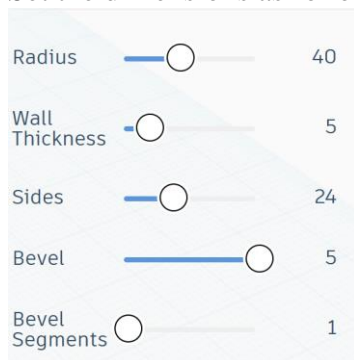 Radius 40
Wall
Thickness 5
Sides 24
Bevel 5
Bevel
Segments 1